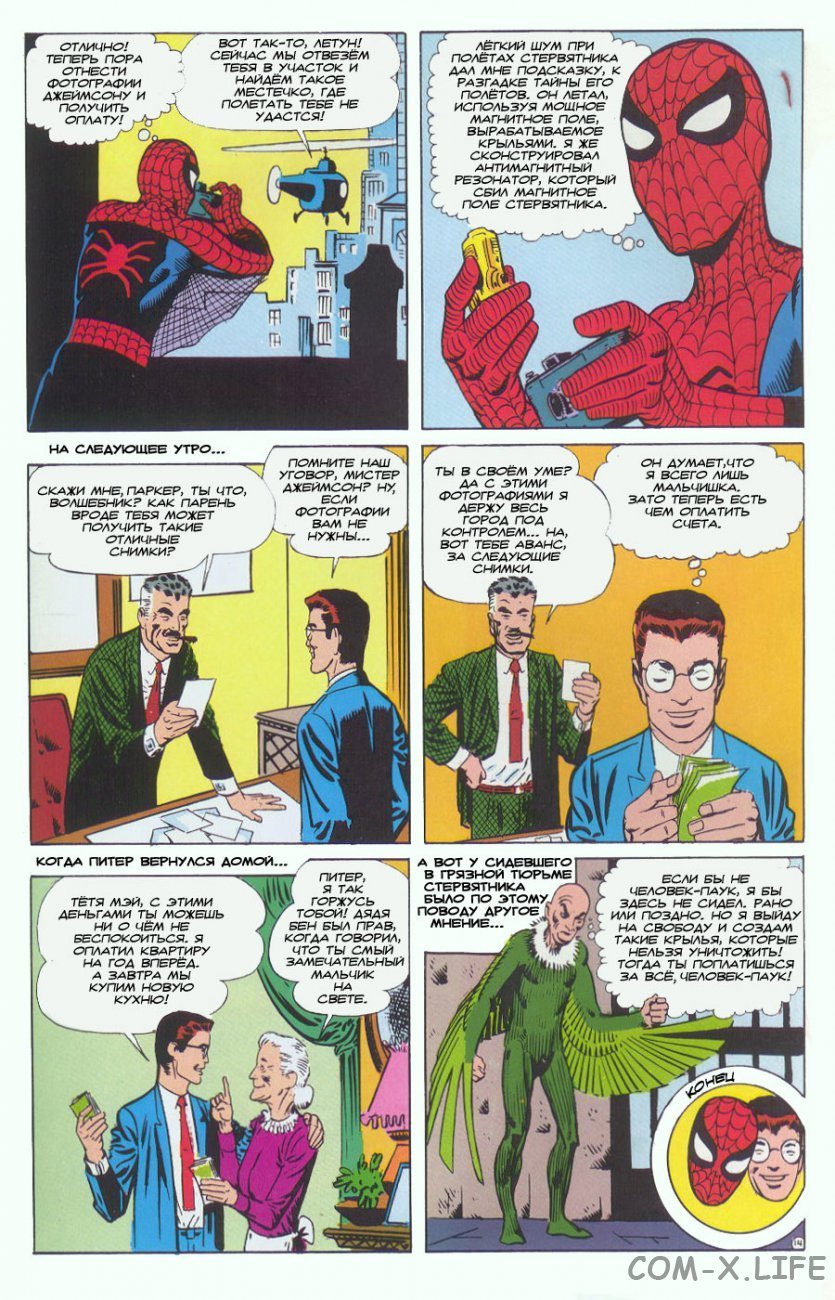 ОТЛИЧНО!
ТЕПЕРЬ ПОРА
ОТНЕСТИ
ФОТОГРАФИИ
ДЖЕЙМСОНУ И
ПОЛУЧИТЬ
ОПЛАТУ!
ВОТ ТАК-ТО, ЛЕТУН!
СЕЙЧАС МЫ ОТВЕЗЁМ
ТЕБЯ В УЧАСТОК И
НАЙДЁМ ТАКОЕ
МЕСТЕЧКО, ГДЕ
ПОЛЕТАТЬ ТЕБЕ НЕ
УДАСТСЯ!
ЛЁГКИЙ ШУМ ПРИ
ПОЛЁТАХ СТЕРВЯТНИКА
ДАЛ МНЕ ПОДСКАЗКУ, К
РАЗГАДКЕ ТАЙНЫ ЕГО
ПОЛЁТОВ. ОН ЛЕТАЛ,
ИСПОЛЬЗУЯ МОЩНОЕ
МАГНИТНОЕ ПОЛЕ,
ВЫРАБАТЫВАЕМОЕ
КРЫЛЬЯМИ. Я ЖЕ
СКОНСТРУИРОВАЛ
АНТИМАГНИТНЫЙ
РЕЗОНАТОР, КОТОРЫЙ
СБИЛ МАГНИТНОЕ
ПОЛЕ СТЕРВЯТНИКА.
НА СЛЕДУЮЩЕЕ УТРО...
СКАЖИ МНЕ, ПАРКЕР, ТЫ ЧТО,
ВОЛШЕБНИК? КАК ПАРЕНЬ
ВРОДЕ ТЕБЯ МОЖЕТ
ПОЛУЧИТЬ ТАКИЕ
ОТЛИЧНЫЕ
СНИМКИ?
ПОМНИТЕ НАШ
УГОВОР, МИСТЕР
ДЖЕЙМСОН? НУ,
ЕСЛИ
ФОТОГРАФИИ
ВАМ НЕ
НУЖНЫ...
ТЫ В СВОЁМ УМЕ?
ДА С ЭТИМИ
ФОТОГРАФИЯМИ Я
ДЕРЖУ ВЕСЬ
ГОРОД ПОД
КОНТРОЛЕМ... НА,
ВОТ ТЕБЕ АВАНС,
ЗА СЛЕДУЮЩИЕ
СНИМКИ.
ОН ДУМАЕТ,ЧТО
Я ВСЕГО ЛИШЬ
МАЛЬЧИШКА.
ЗАТО ТЕПЕРЬ ЕСТЬ
ЧЕМ ОПЛАТИТЬ
СЧЕТА.
КОГДА ПИТЕР ВЕРНУЛСЯ ДОМОЙ...
ТЁТЯ МЭЙ, С ЭТИМИ
ДЕНЬГАМИ ТЫ МОЖЕШЬ
НИ О ЧЁМ НЕ
БЕСПОКОИТЬСЯ. Я
ОПЛАТИЛ КВАРТИРУ
НА ГОД ВПЕРЁД.
А ЗАВТРА МЫ
КУПИМ НОВУЮ
КУХНЮ!
ПИТЕР,
Я ТАК
ГОРЖУСЬ
ТОБОЙ! ДЯДЯ
БЕН БЫЛ ПРАВ,
КОГДА ГОВОРИЛ,
ЧТО ТЫ СМЫЙ
ЗАМЕЧАТЕЛЬНЫЙ
МАЛЬЧИК
НА
СВЕТЕ.
А ВОТ У СИДЕВШЕГО
В ГРЯЗНОЙ ТЮРЬМЕ
СТЕРВЯТНИКА
БЫЛО ПО ЭТОМУ
ПОВОДУ ДРУГОЕ
МНЕНИЕ...
ЕСЛИ БЫ НЕ
ЧЕЛОВЕК-ПАУК, Я БЫ
ЗДЕСЬ НЕ СИДЕЛ. РАНО
ИЛИ ПОЗДНО. НО Я ВЫЙДУ
НА СВОБОДУ И СОЗДАМ
ТАКИЕ КРЫЛЬЯ, КОТОРЫЕ
НЕЛЬЗЯ УНИЧТОЖИТЬ!
ТОГДА ТЫ ПОПЛАТИШЬСЯ
ЗА ВСЁ, ЧЕЛОВЕК-ПАУК!
КОНЕЦ
14
COM-X.LIFE